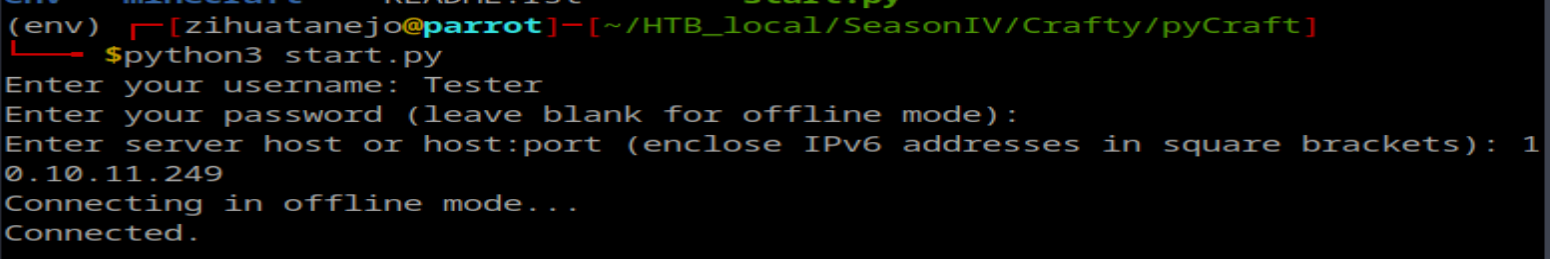 env minecraft README.rst start.py
(env) ┌─[zihuatanejo@parrot]─[~/HTB_local/SeasonIV/Crafty/pyCraft]
└──╼ $python3 start.py
Enter your username: Tester
Enter your password (leave blank for offline mode):
Enter server host or host:port (enclose IPv6 addresses in square brackets): 1
0.10.11.249
Connecting in offline mode...
Connected.